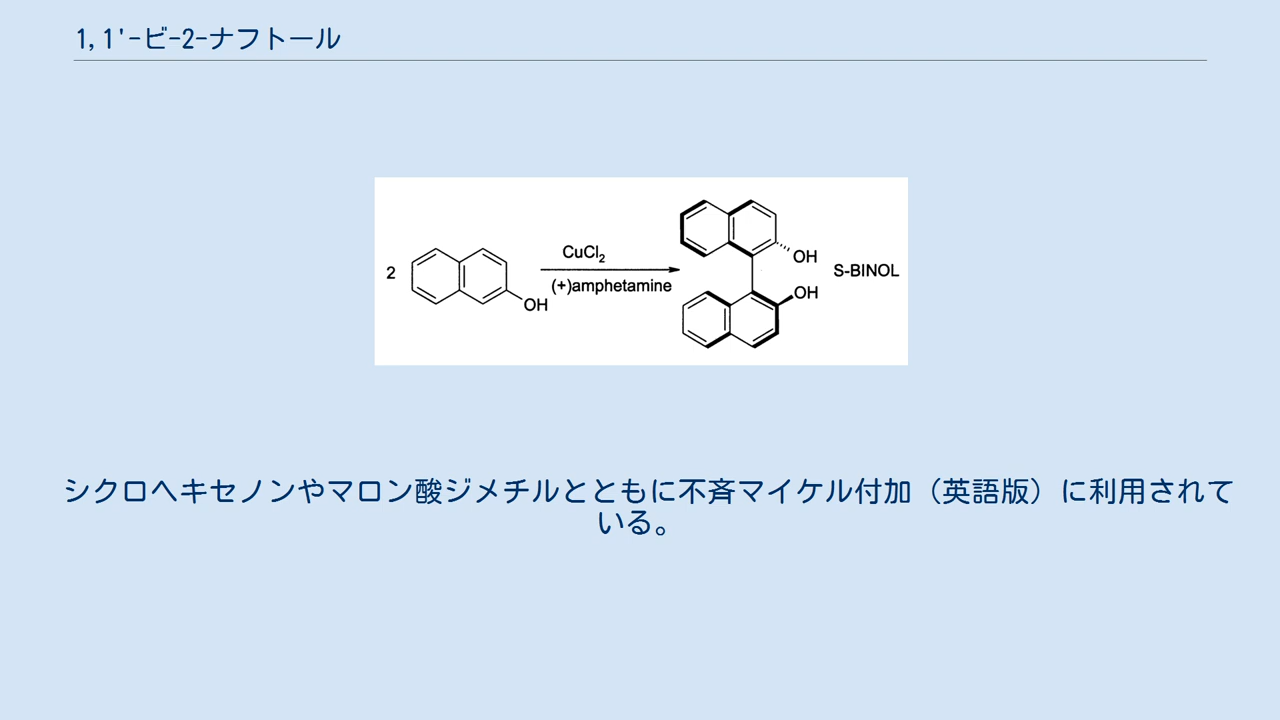 1,1'-ビ-2-ナフトール
2
OH
CuCl2
(+)amphetamine
OH
OH
S-BINOL
シクロヘキセノンやマロン酸ジメチルとともに不斉マイケル付加（英語版）に利用されて
いる。